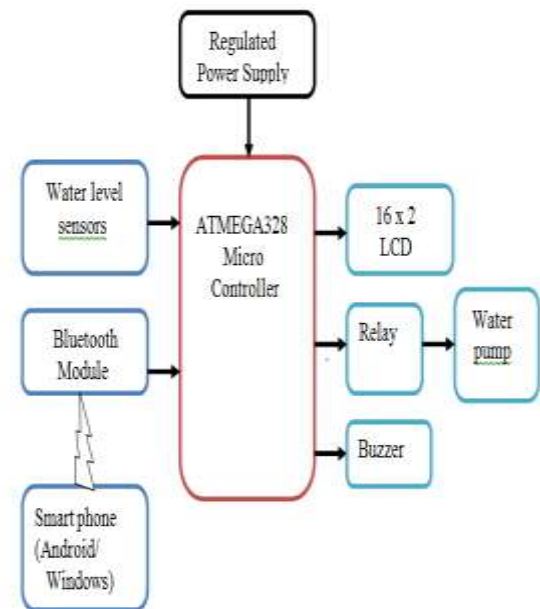 Regulated
Power Supply
Water level
sensors
ATMEGA328
Micro
Controller
16 x 2
LCD
Bluetooth
Module
Relay
Water
pump
Buzzer
Smart phone
(Android/
Windows)